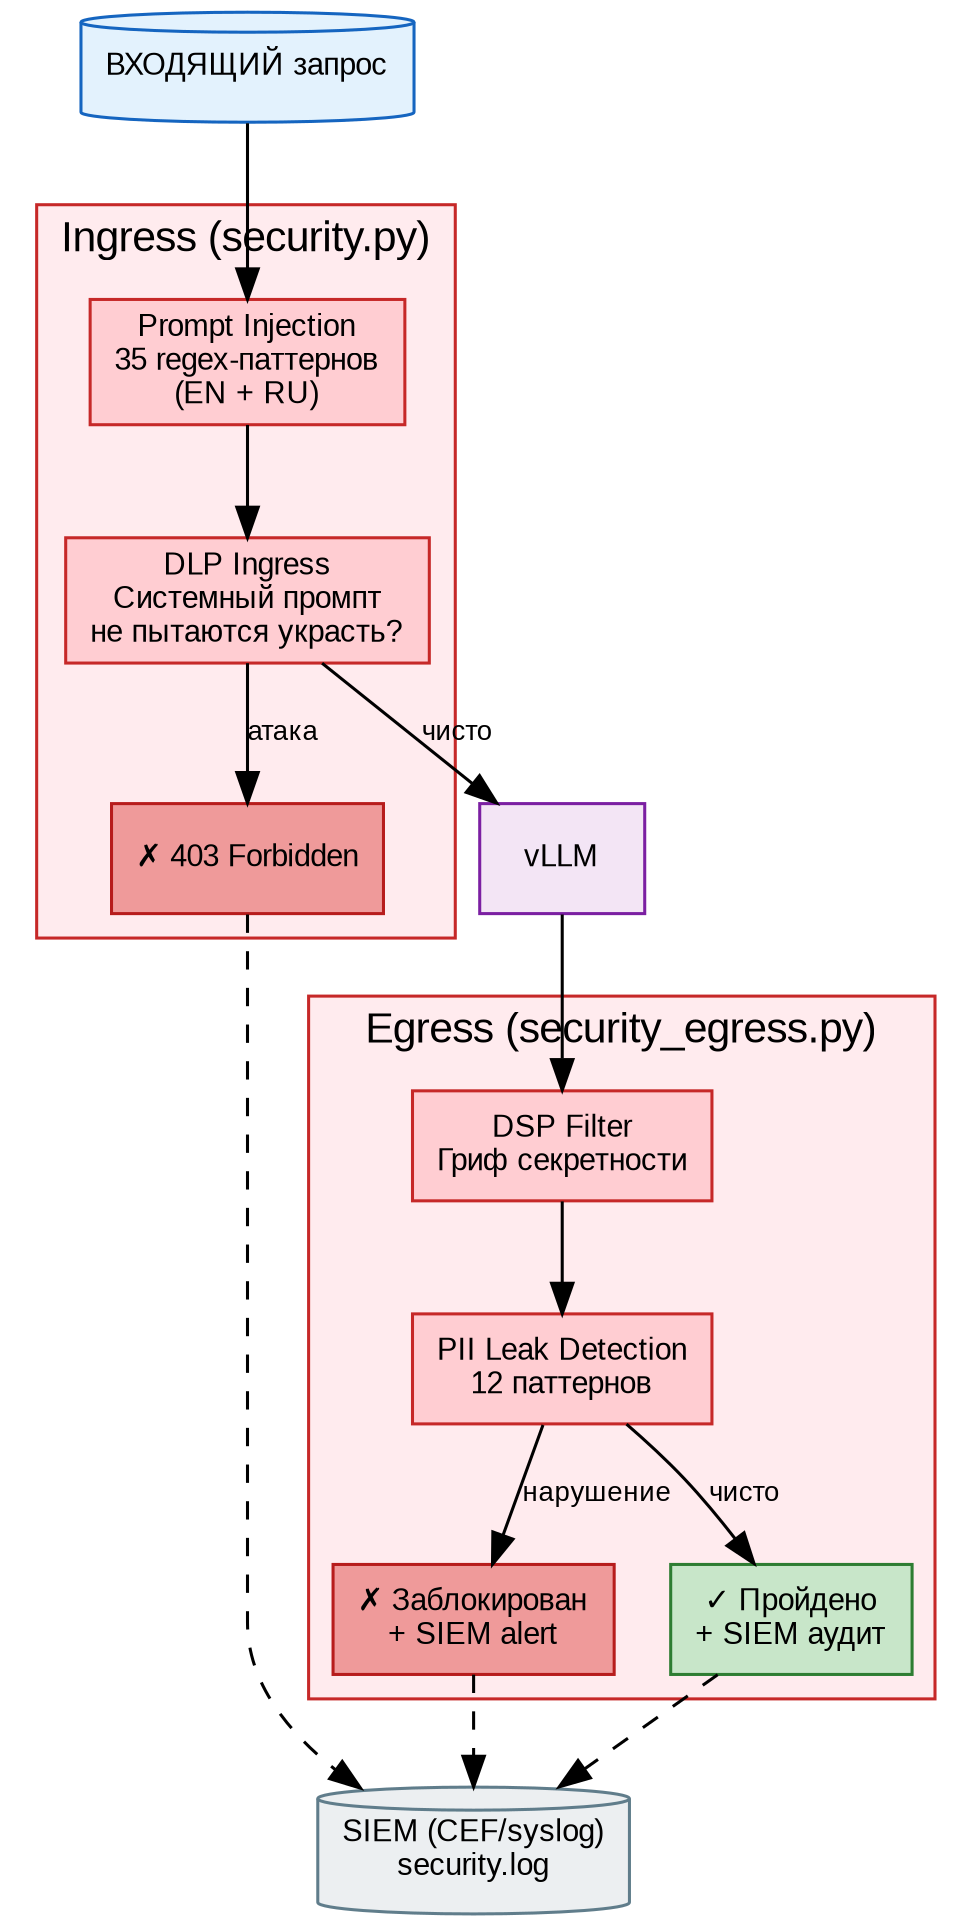 ВХОДЯЩИЙ запрос
Ingress (security.py)
Prompt Injection
35 regex-паттернов
(EN + RU)
DLP Ingress
Системный промпт
не пытаются украсть?
атака
чисто
✗ 403 Forbidden
vLLM
Egress (security_egress.py)
DSP Filter
Гриф секретности
PII Leak Detection
12 паттернов
нарушение
чисто
✗ Заблокирован
+ SIEM alert
✓ Пройдено
+ SIEM аудит
SIEM (CEF/syslog)
security.log